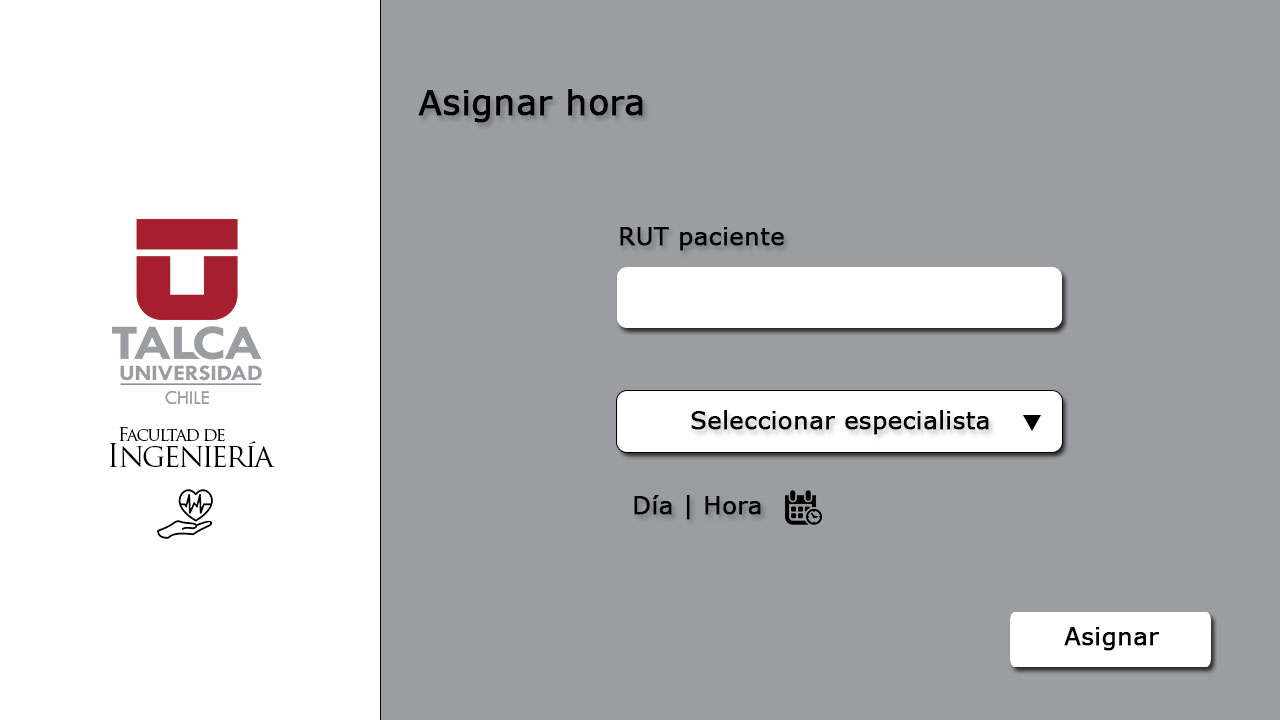 TALCA
UNIVERSIDAD
CHILE
FACULTAD DE
INGENIERÍA
Asignar hora
RUT paciente
Seleccionar especialista
Día | Hora
Asignar